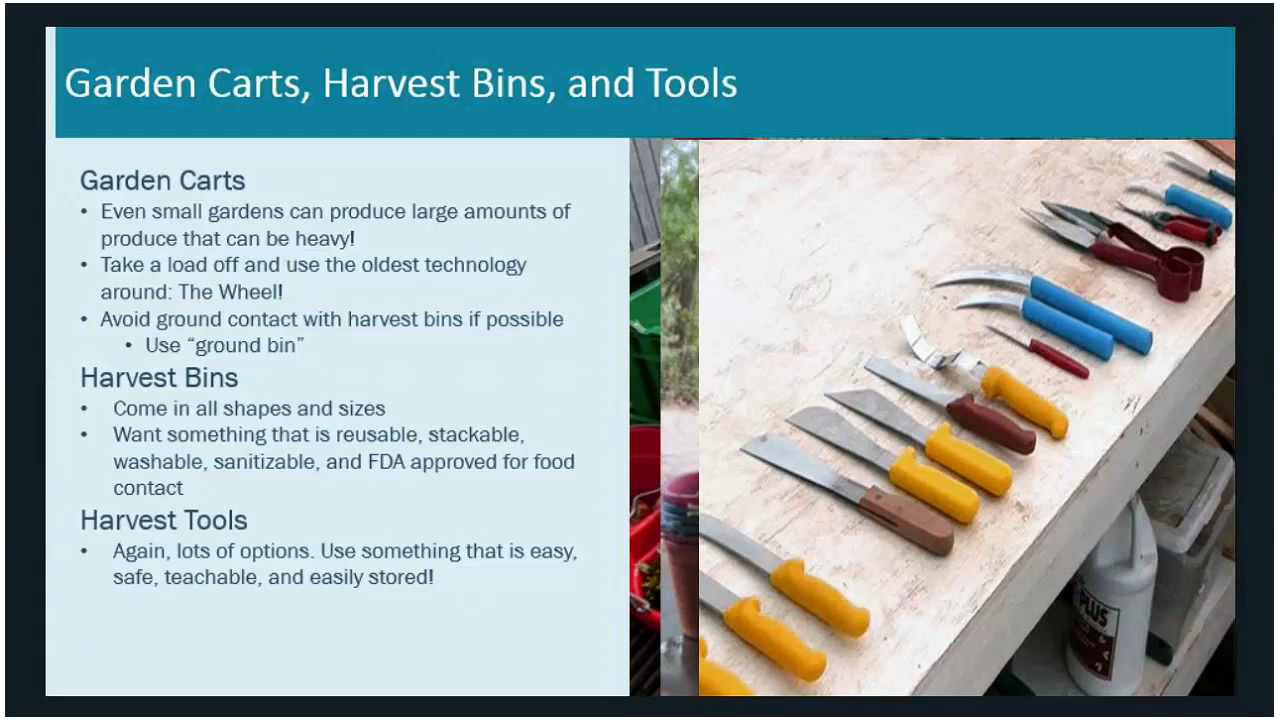 Garden Carts, Harvest Bins, and Tools
Garden Carts
• Even small gardens can produce large amounts of
produce that can be heavy!
• Take a load off and use the oldest technology
around: The Wheel!
• Avoid ground contact with harvest bins if possible
• Use “ground bin”
Harvest Bins
• Come in all shapes and sizes
• Want something that is reusable, stackable,
washable, sanitizable, and FDA approved for food
contact
Harvest Tools
• Again, lots of options. Use something that is easy,
safe, teachable, and easily stored!
PLUS